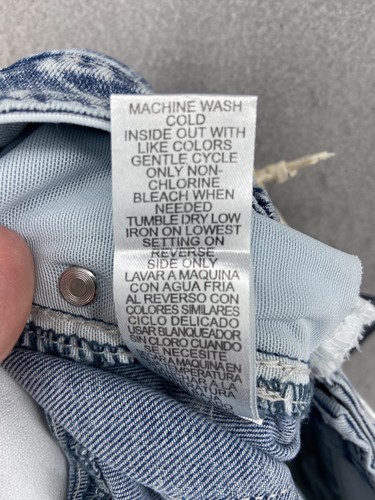 MACHINE WASH
COLD
INSIDE OUT WITH
LIKE COLORS
GENTLE CYCLE
ONLY NON-
CHLORINE
BLEACH WHEN
NEEDED
TUMBLE DRY LOW
IRON ON LOWEST
SETTING ON
REVERSE
SIDE ONLY
LAVAR A MAQUINA
CON AGUA FRIA
AL REVERSO CON
COLORES SIMILARES
CICLO DELICADO
USAR BLANQUEADOR
SIN CLORO CUANDO
SE NECESITE
A MAQUINA EN